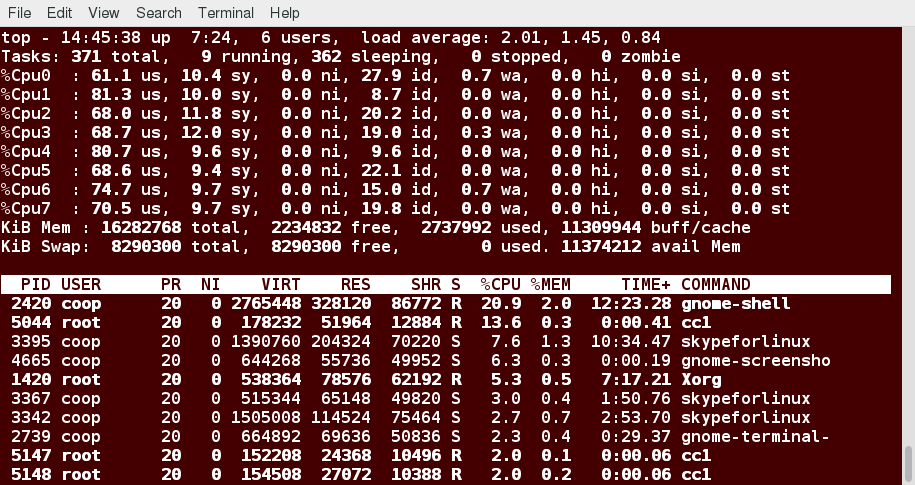 File Edit View Search Terminal Help
top - 14:45:38 up  7:24,  6 users,  load average: 2.01, 1.45, 0.84
Tasks: 371 total,   9 running, 362 sleeping,   0 stopped,   0 zombie
%Cpu0  : 61.1 us, 10.4 sy,  0.0 ni, 27.9 id,  0.7 wa,  0.0 hi,  0.0 si,  0.0 st
%Cpu1  : 81.3 us, 10.0 sy,  0.0 ni,  8.7 id,  0.0 wa,  0.0 hi,  0.0 si,  0.0 st
%Cpu2  : 68.0 us, 11.8 sy,  0.0 ni, 20.2 id,  0.0 wa,  0.0 hi,  0.0 si,  0.0 st
%Cpu3  : 68.7 us, 12.0 sy,  0.0 ni, 19.0 id,  0.3 wa,  0.0 hi,  0.0 si,  0.0 st
%Cpu4  : 80.7 us,  9.6 sy,  0.0 ni,  9.6 id,  0.0 wa,  0.0 hi,  0.0 si,  0.0 st
%Cpu5  : 68.6 us,  9.4 sy,  0.0 ni, 22.1 id,  0.0 wa,  0.0 hi,  0.0 si,  0.0 st
%Cpu6  : 74.7 us,  9.7 sy,  0.0 ni, 15.0 id,  0.7 wa,  0.0 hi,  0.0 si,  0.0 st
%Cpu7  : 70.5 us,  9.7 sy,  0.0 ni, 19.8 id,  0.0 wa,  0.0 hi,  0.0 si,  0.0 st
KiB Mem : 16282768 total,  2234832 free,  2737992 used, 11309944 buff/cache
KiB Swap:  8290300 total,  8290300 free,        0 used. 11374212 avail Mem
  PID USER      PR  NI    VIRT    RES    SHR S  %CPU %MEM     TIME+ COMMAND
 2420 coop      20   0 2765448 328120  86772 R  20.9  2.0  12:23.28 gnome-shell
 5044 root      20   0  178232  51964  12884 R  13.6  0.3   0:00.41 cc1
 3395 coop      20   0 1390760 204324  70220 S   7.6  1.3  10:34.47 skypeforlinux
 4665 coop      20   0  644268  55736  49952 S   6.3  0.3   0:00.19 gnome-screensho
 1420 root      20   0  538364  78576  62192 R   5.3  0.5   7:17.21 Xorg
 3367 coop      20   0  515344  65148  49820 S   3.0  0.4   1:50.76 skypeforlinux
 3342 coop      20   0 1505008 114524  75464 S   2.7  0.7   2:53.70 skypeforlinux
 2739 coop      20   0  664892  69636  50836 S   2.3  0.4   0:29.37 gnome-terminal-
 5147 root      20   0  152208  24368  10496 R   2.0  0.1   0:00.06 cc1
 5148 root      20   0  154508  27072  10388 R   2.0  0.2   0:00.06 cc1